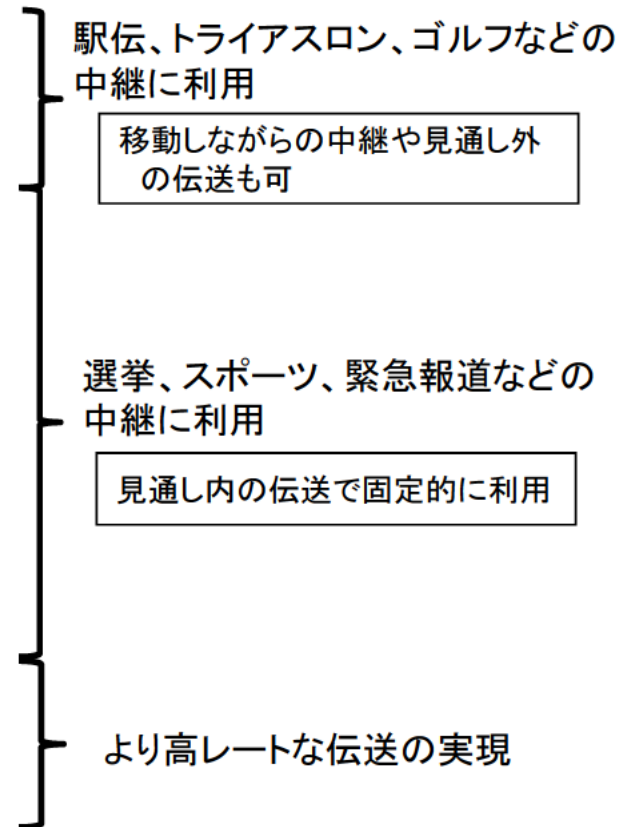 駅伝、トライアスロン、ゴルフなどの
中継に利用
移動しながらの中継や見通し外
の伝送も可
選挙、スポーツ、緊急報道などの
中継に利用
見通し内の伝送で固定的に利用
より高レートな伝送の実現